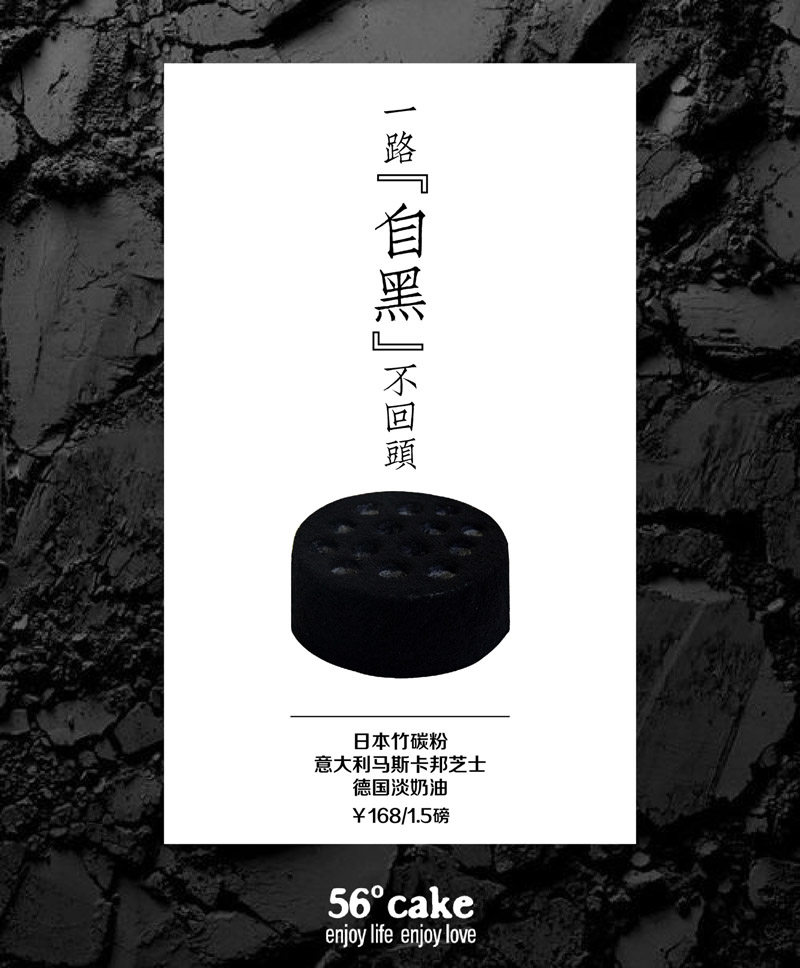 一路『自黑』不回頭
日本竹碳粉
意大利马斯卡邦芝士
德国淡奶油
￥168/1.5磅
56°cake
enjoy life enjoy love